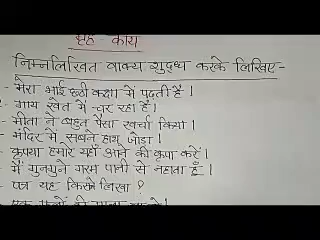 गृह - कार्य
निम्नलिखित वाक्य शुद्ध करके लिखिए -
- मेरा भाई छठी कक्षा में पढ़ती है।
- गाय खेत में चर रहा है।
- मीता ने बहुत पैसा खर्चा किया।
- मंदिर में सबने हाथ जोड़ा।
- कृपया हमारे यहाँ आने की कृपा करें।
- मैं गुनगुने गरम पानी से नहाता हूँ।
- पत्र यह किसने लिखा ?